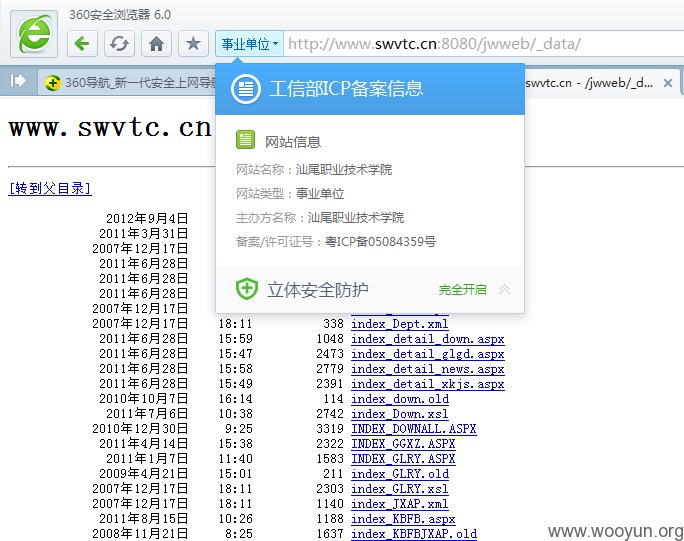 360安全浏览器 6.0
事业单位 http://www.swvtc.cn:8080/jwweb/_data/
360导航_新一代安全上网导航
swvtc.cn - /jwweb/_d...
www.swvtc.cn
工信部ICP备案信息
网站信息
网站名称：汕尾职业技术学院
网站类型：事业单位
主办方名称：汕尾职业技术学院
备案/许可证号：粤ICP备05084359号
立体安全防护 完全开启
[转到父目录]
2012年9月4日
2011年3月31日
2007年12月17日
2011年6月28日
2011年6月28日
2011年6月28日
2007年12月17日
2007年12月17日 18:11 338 index_Dept.xml
2011年6月28日 15:59 1048 index_detail_down.aspx
2011年6月28日 15:47 2473 index_detail_glgd.aspx
2011年6月28日 15:58 2779 index_detail_news.aspx
2011年6月28日 15:49 2391 index_detail_xkjs.aspx
2010年10月7日 16:14 114 index_down.old
2011年7月6日 10:38 2742 index_Down.xsl
2010年12月30日 9:25 3319 INDEX_DOWNALL.ASPX
2011年4月14日 15:38 2322 INDEX_GGXZ.ASPX
2011年1月7日 11:40 1583 INDEX_GLRY.ASPX
2009年4月21日 15:01 211 index_GLRY.old
2007年12月17日 18:11 2303 index_GLRY.xsl
2007年12月17日 18:11 1140 index_JXAP.xml
2011年8月15日 10:26 1188 index_KBFB.aspx
2008年11月21日 8:25 1637 index_KBFBJXAP.old
www.wooyun.org